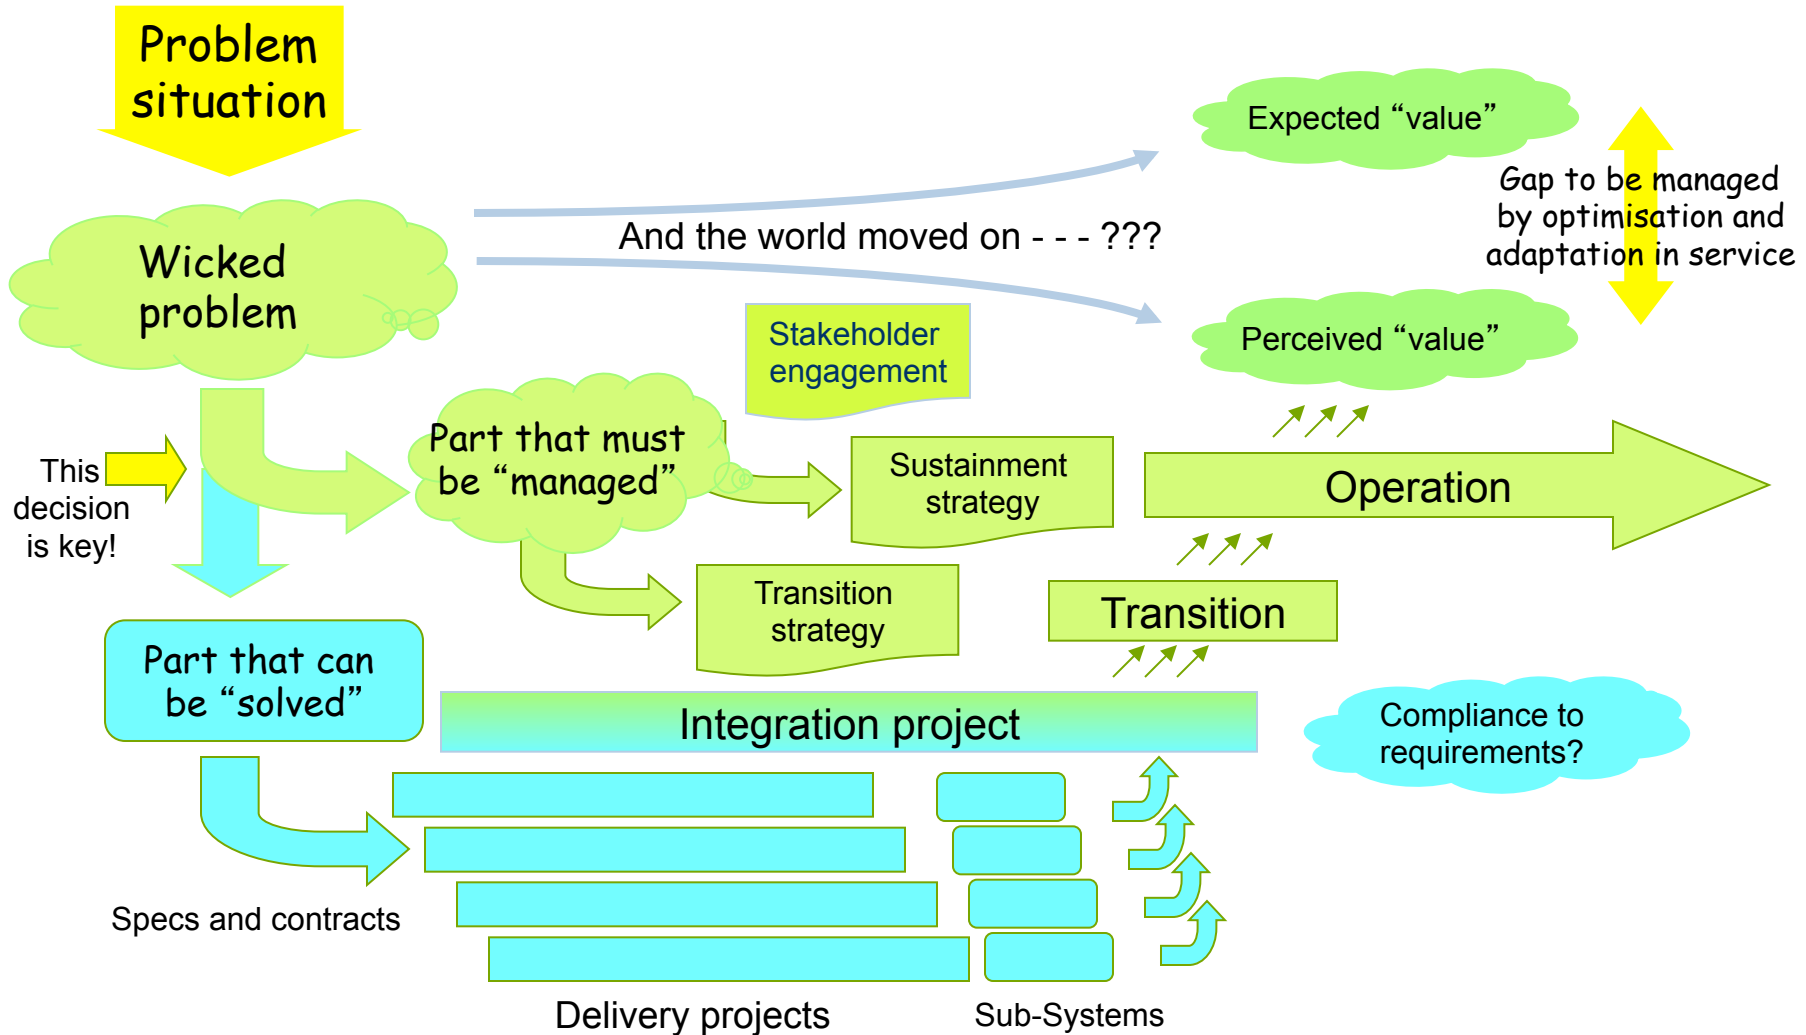 Problem
situation
Expected “value”
Gap to be managed
by optimisation and
adaptation in service
And the world moved on - - - ???
Wicked
problem
Stakeholder
engagement
Perceived “value”
Part that must
be “managed”
This
decision
is key!
Sustainment
strategy
Operation
Transition
strategy
Transition
Part that can
be “solved”
Integration project
Compliance to
requirements?
Specs and contracts
Delivery projects
Sub-Systems